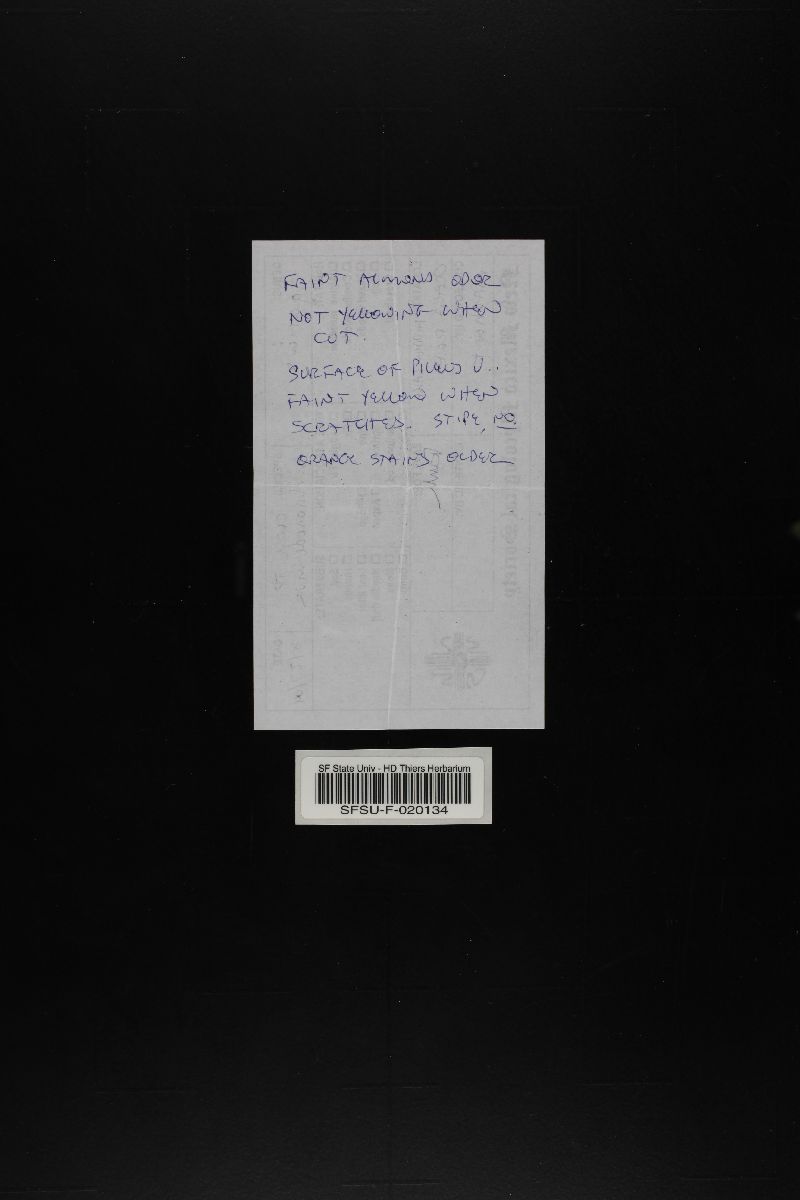 FAINT ALMOND ODOR
NOT YELLOWING WHEN
CUT.
SURFACE OF PILEUS V..
FAINT YELLOW WHEN
SCRATCHED. STIPE, NO.
ORANGE STAINS OLDER
SF State Univ - HD Thiers Herbarium
SFSU-F-020134